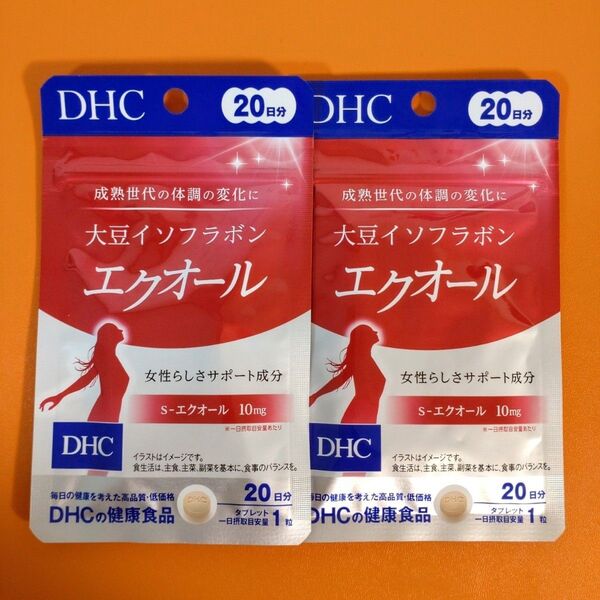 DHC
20日分
成熟世代の体調の変化に
大豆イソフラボン
エクオール
女性らしさサポート成分
S-エクオール 10mg
※一日摂取目安量あたり
DHC
イラストはイメージです。
食生活は、主食、主菜、副菜を基本に、食事のバランスを。
毎日の健康を考えた高品質・低価格
DHCの健康食品
DHC
20日分
タブレット
一日摂取目安量 1粒
DHC
20日分
成熟世代の体調の変化に
大豆イソフラボン
エクオール
女性らしさサポート成分
S-エクオール 10mg
※一日摂取目安量あたり
DHC
イラストはイメージです。
食生活は、主食、主菜、副菜を基本に、食事のバランスを。
毎日の健康を考えた高品質・低価格
DHCの健康食品
DHC
20日分
タブレット
一日摂取目安量 1粒